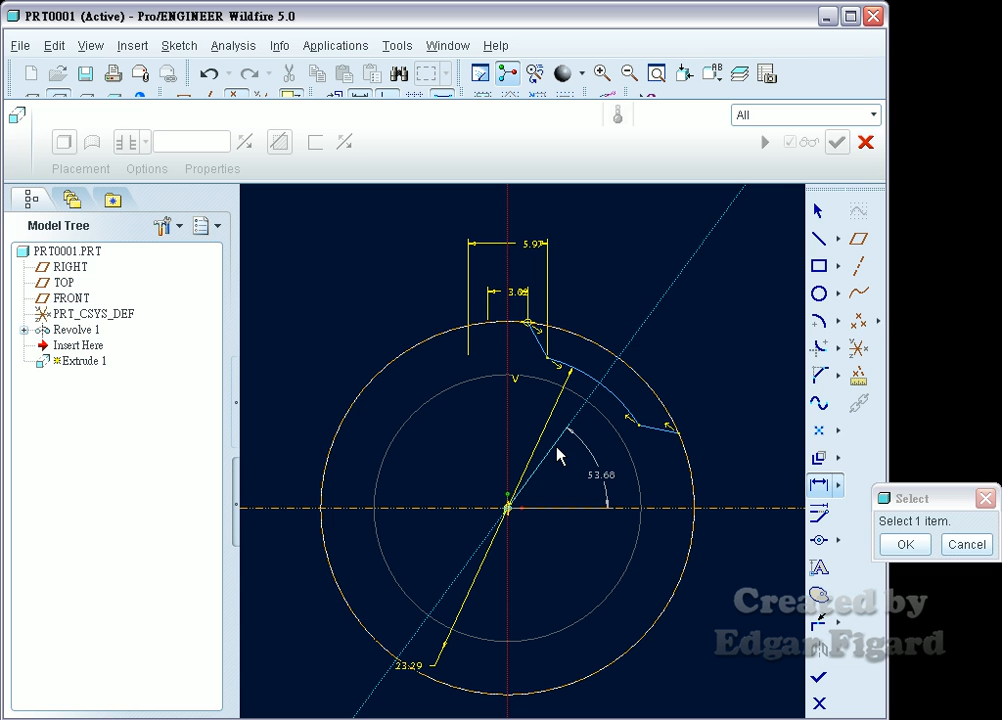 PRT0001 (Active) - Pro/ENGINEER Wildfire 5.0
File Edit View Insert Sketch Analysis Info Applications Tools Window Help
All
Placement Options Properties
Model Tree
PRT0001.PRT
RIGHT
TOP
FRONT
PRT_CSYS_DEF
Revolve 1
Insert Here
Extrude 1
5.97
3.02
V
53.68
23.29
Select
Select 1 item.
OK Cancel
Created by
Edgar Figard